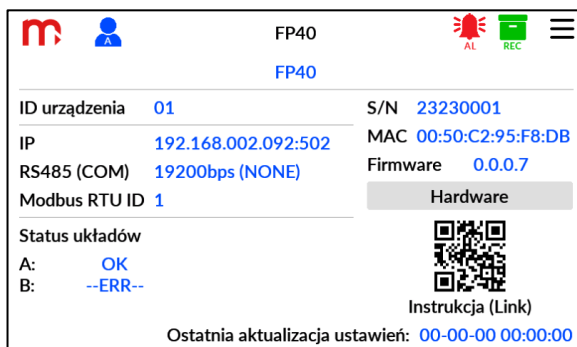 m
A
FP40
AL
REC
FP40
ID urządzenia 01
IP 192.168.002.092:502
RS485 (COM) 19200bps (NONE)
Modbus RTU ID 1
Status układów
A: OK
B: --ERR--
S/N 23230001
MAC 00:50:C2:95:F8:DB
Firmware 0.0.0.7
Hardware
Instrukcja (Link)
Ostatnia aktualizacja ustawień: 00-00-00 00:00:00